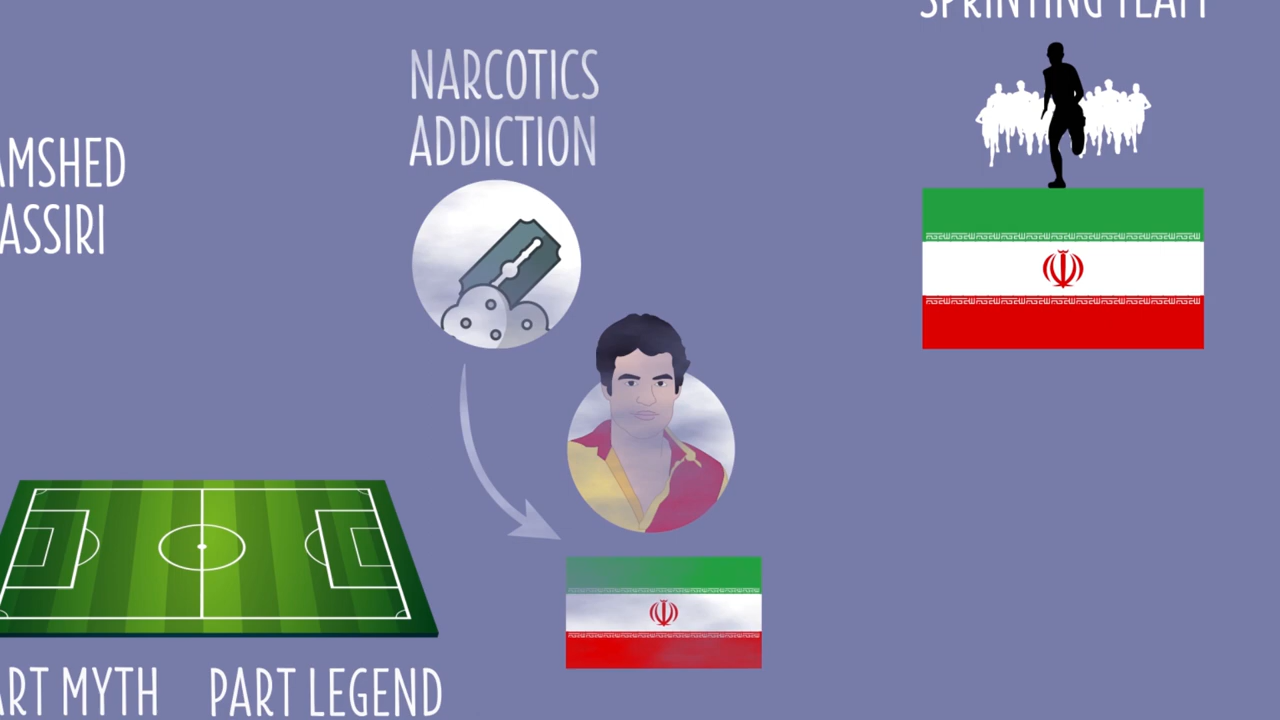 SPRINTING TEAM
NARCOTICS
ADDICTION
AMSHED
ASSIRI
ART MYTH PART LEGEND